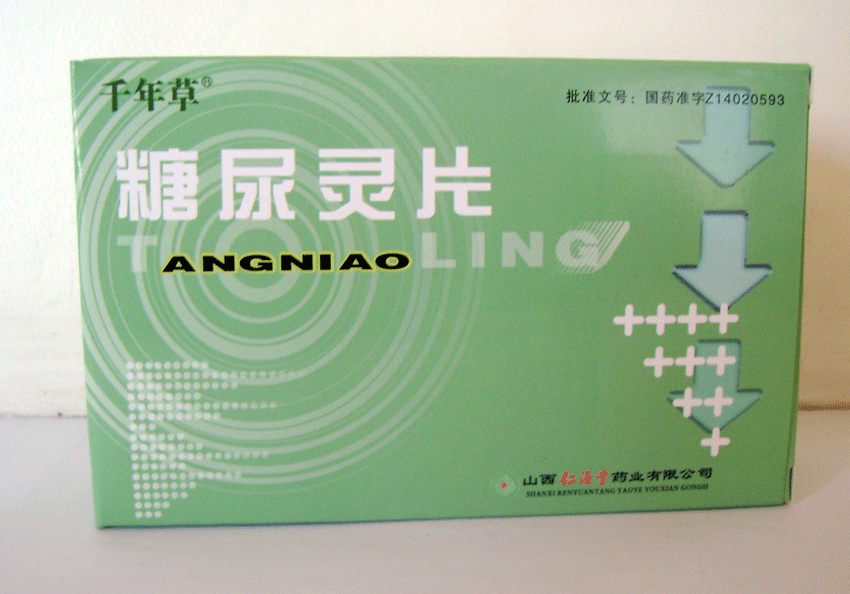 千年草®
批准文号：国药准字Z14020593
糖尿灵片
TANGNIAOLING
++++
+++
++
+
山西仁源堂药业有限公司
SHANXI RENYUANTANG YAOYE YOUXIAN GONGSI